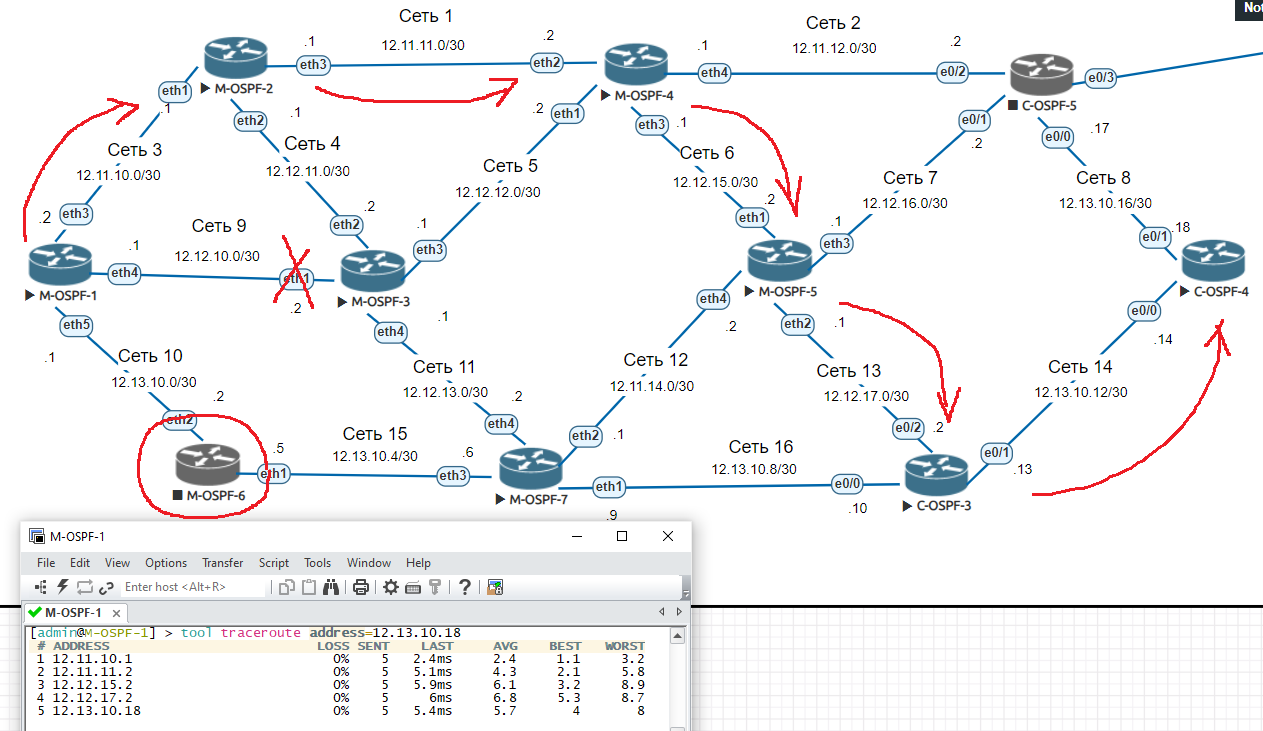 Not
Сеть 1
12.11.11.0/30
Сеть 2
12.11.12.0/30
.1
.2
.1
.2
eth3
eth2
eth4
e0/2
e0/3
M-OSPF-2
M-OSPF-4
C-OSPF-5
eth1
.1
eth2
.1
.2
eth1
eth3
.1
e0/1
.2
e0/0
.17
Сеть 3
12.11.10.0/30
Сеть 4
12.12.11.0/30
Сеть 5
12.12.12.0/30
Сеть 6
12.12.15.0/30
Сеть 7
12.12.16.0/30
Сеть 8
12.13.10.16/30
.2
eth3
.2
eth2
.1
eth3
.2
eth1
.1
eth3
.18
e0/1
Сеть 9
12.12.10.0/30
.1
eth4
eth1
.2
M-OSPF-1
M-OSPF-3
M-OSPF-5
C-OSPF-4
eth5
.1
eth4
.1
eth4
.2
eth2
.1
e0/0
.14
Сеть 10
12.13.10.0/30
Сеть 11
12.12.13.0/30
Сеть 12
12.11.14.0/30
Сеть 13
12.12.17.0/30
Сеть 14
12.13.10.12/30
.2
eth2
.2
eth4
eth2
.1
e0/2
.2
Сеть 15
12.13.10.4/30
Сеть 16
12.13.10.8/30
.5
eth1
.6
eth3
eth1
.9
e0/0
.10
e0/1
.13
M-OSPF-6
M-OSPF-7
C-OSPF-3
M-OSPF-1
File Edit View Options Transfer Script Tools Window Help
Enter host <Alt+R>
M-OSPF-1
[admin@M-OSPF-1] > tool traceroute address=12.13.10.18
# ADDRESS LOSS SENT LAST AVG BEST WORST
1 12.11.10.1 0% 5 2.4ms 2.4 1.1 3.2
2 12.11.11.2 0% 5 5.1ms 4.3 2.1 5.8
3 12.12.15.2 0% 5 5.9ms 6.1 3.2 8.9
4 12.12.17.2 0% 5 6ms 6.8 5.3 8.7
5 12.13.10.18 0% 5 5.4ms 5.7 4 8